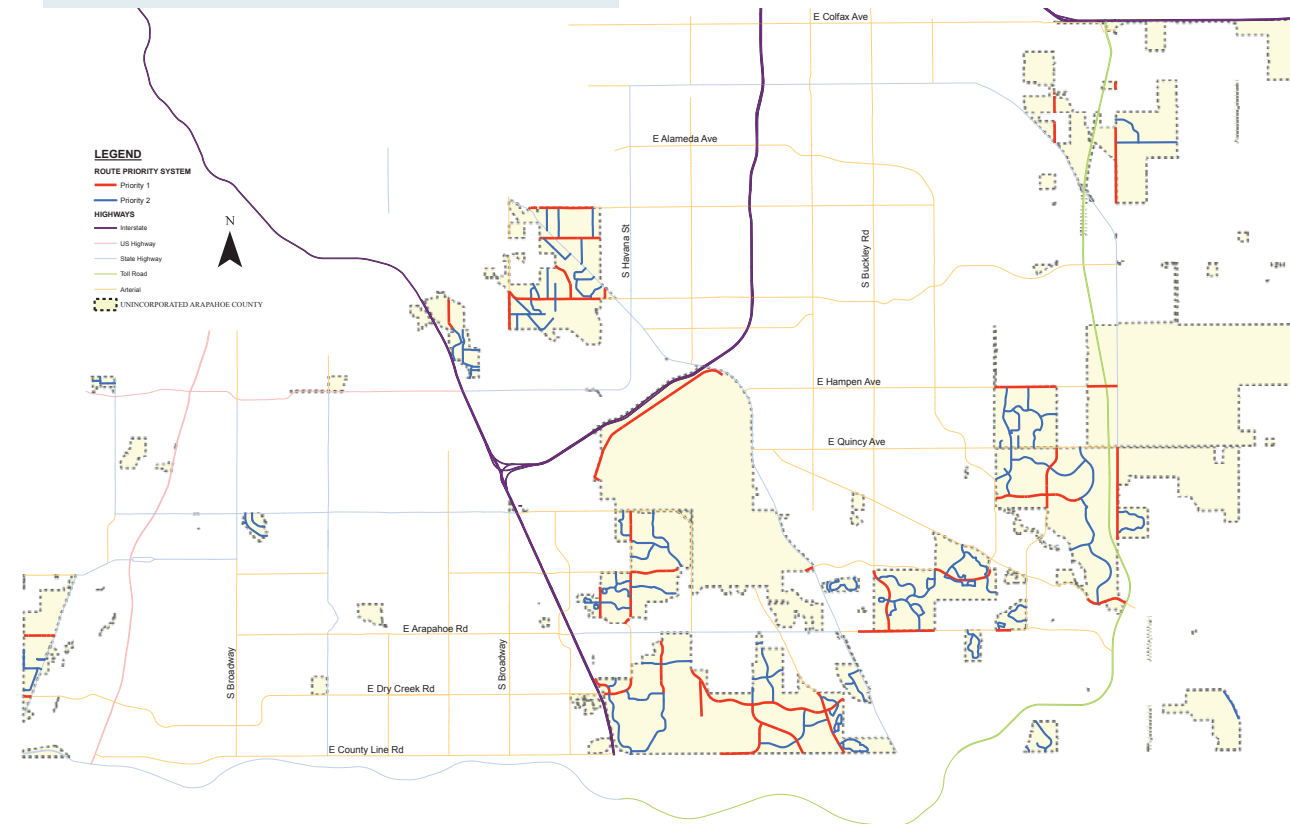 E Colfax Ave
E Alameda Ave
LEGEND
ROUTE PRIORITY SYSTEM
Priority 1
Priority 2
HIGHWAYS
Interstate
US Highway
State Highway
Toll Road
Arterial
UNINCORPORATED ARAPAHOE COUNTY
N
S Havana St
S Buckley Rd
E Hampen Ave
E Quincy Ave
E Arapahoe Rd
S Broadway
S Broadway
E Dry Creek Rd
E County Line Rd